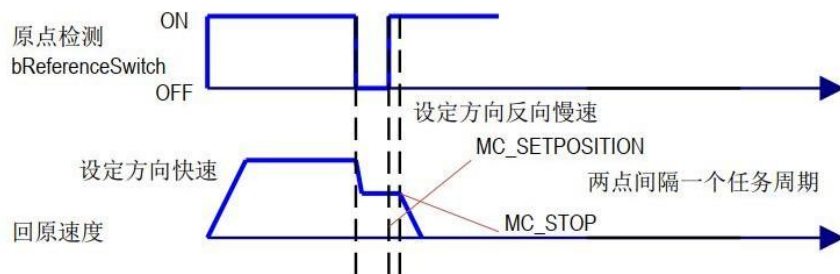 ON
原点检测
bReferenceSwitch
OFF
设定方向反向慢速
MC_SETPOSITION
设定方向快速
两点间隔一个任务周期
MC_STOP
回原速度